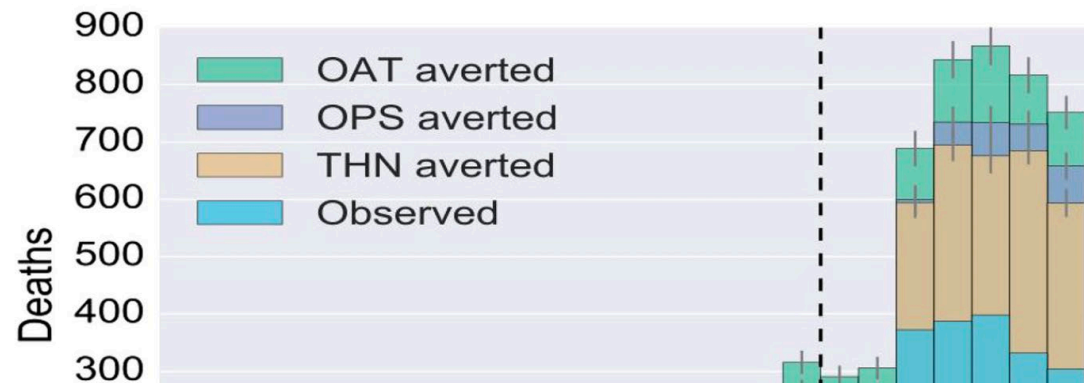 900
OAT averted
800
OPS averted
700
THN averted
600
Observed
500
Deaths
400
300